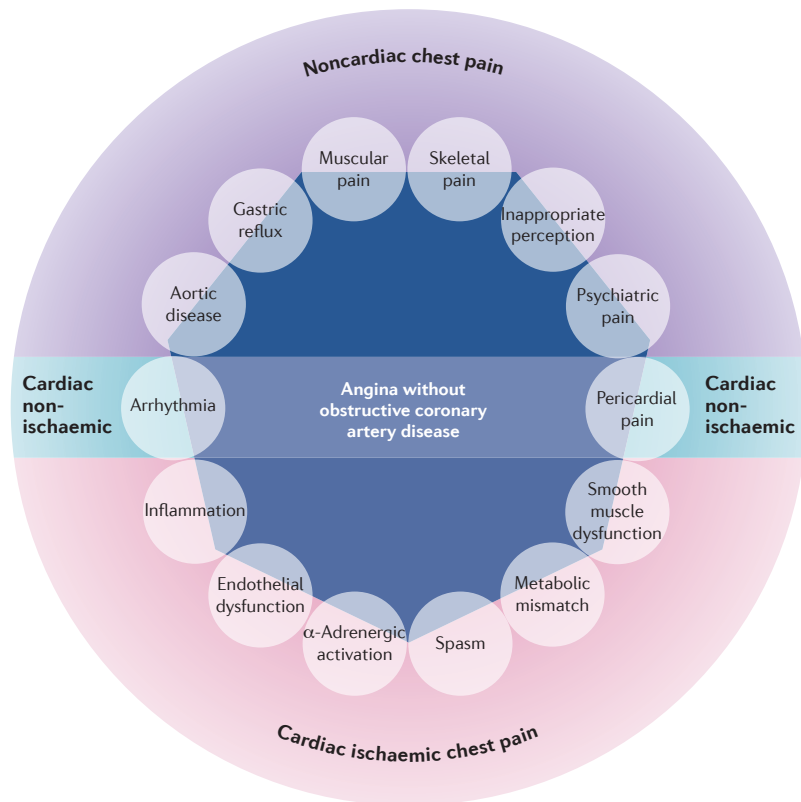 Noncardiac chest pain
Muscular
pain
Skeletal
pain
Gastric
reflux
Inappropriate
perception
Aortic
disease
Psychiatric
pain
Cardiac
non-
ischaemic
Arrhythmia
Angina without
obstructive coronary
artery disease
Pericardial
pain
Cardiac
non-
ischaemic
Inflammation
Smooth
muscle
dysfunction
Endothelial
dysfunction
Metabolic
mismatch
α-Adrenergic
activation
Spasm
Cardiac ischaemic chest pain